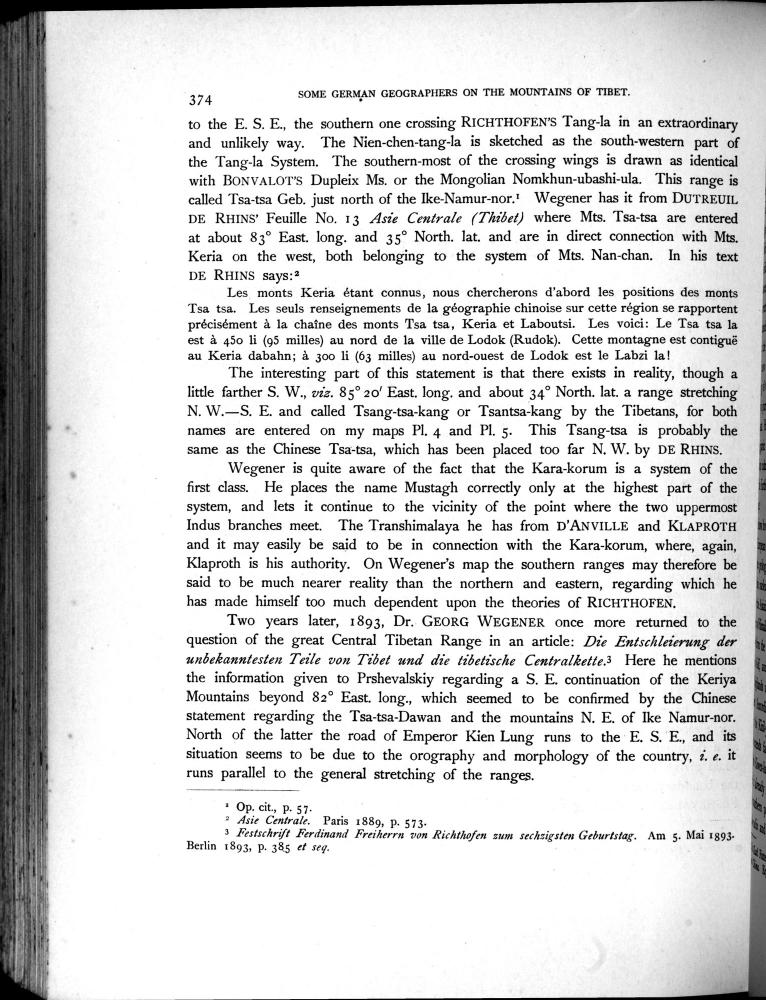 374
SOME GERMAN GEOGRAPHERS ON THE MOUNTAINS OF TIBET.
to the E. S. E., the southern one crossing RICHTHOFEN'S Tang-la in an extraordinary
and unlikely way. The Nien-chen-tang-la is sketched as the south-western part of
the Tang-la System. The southern-most of the crossing wings is drawn as identical
with BONVALOT'S Dupleix Ms. or the Mongolian Nomkhun-ubashi-ula. This range is
called Tsa-tsa Geb. just north of the Ike-Namur-nor.¹ Wegener has it from DUTREUIL
DE RHINS' Feuille No. 13 Asie Centrale (Thibet) where Mts. Tsa-tsa are entered
at about 83° East. long. and 35° North. lat. and are in direct connection with Mts.
Keria on the west, both belonging to the system of Mts. Nan-chan. In his text
DE RHINS says:²
Les monts Keria étant connus, nous chercherons d'abord les positions des monts
Tsa tsa. Les seuls renseignements de la géographie chinoise sur cette région se rapportent
précisément à la chaîne des monts Tsa tsa, Keria et Laboutsi. Les voici: Le Tsa tsa la
est à 450 li (95 milles) au nord de la ville de Lodok (Rudok). Cette montagne est contiguë
au Keria dabahn; à 300 li (63 milles) au nord-ouest de Lodok est le Labzi la!
The interesting part of this statement is that there exists in reality, though a
little farther S. W., viz. 85° 20′ East. long. and about 34° North. lat. a range stretching
N. W.—S. E. and called Tsang-tsa-kang or Tsantsa-kang by the Tibetans, for both
names are entered on my maps Pl. 4 and Pl. 5. This Tsang-tsa is probably the
same as the Chinese Tsa-tsa, which has been placed too far N. W. by DE RHINS.
Wegener is quite aware of the fact that the Kara-korum is a system of the
first class. He places the name Mustagh correctly only at the highest part of the
system, and lets it continue to the vicinity of the point where the two uppermost
Indus branches meet. The Transhimalaya he has from D'ANVILLE and KLAPROTH
and it may easily be said to be in connection with the Kara-korum, where, again,
Klaproth is his authority. On Wegener's map the southern ranges may therefore be
said to be much nearer reality than the northern and eastern, regarding which he
has made himself too much dependent upon the theories of RICHTHOFEN.
Two years later, 1893, Dr. GEORG WEGENER once more returned to the
question of the great Central Tibetan Range in an article: Die Entschleierung der
unbekanntesten Teile von Tibet und die tibetische Centralkette.³ Here he mentions
the information given to Prshevalskiy regarding a S. E. continuation of the Keriya
Mountains beyond 82° East. long., which seemed to be confirmed by the Chinese
statement regarding the Tsa-tsa-Dawan and the mountains N. E. of Ike Namur-nor.
North of the latter the road of Emperor Kien Lung runs to the E. S. E., and its
situation seems to be due to the orography and morphology of the country, i. e. it
runs parallel to the general stretching of the ranges.
¹ Op. cit., p. 57.
² Asie Centrale. Paris 1889, p. 573.
³ Festschrift Ferdinand Freiherrn von Richthofen zum sechzigsten Geburtstag. Am 5. Mai 1893.
Berlin 1893, p. 385 et seq.